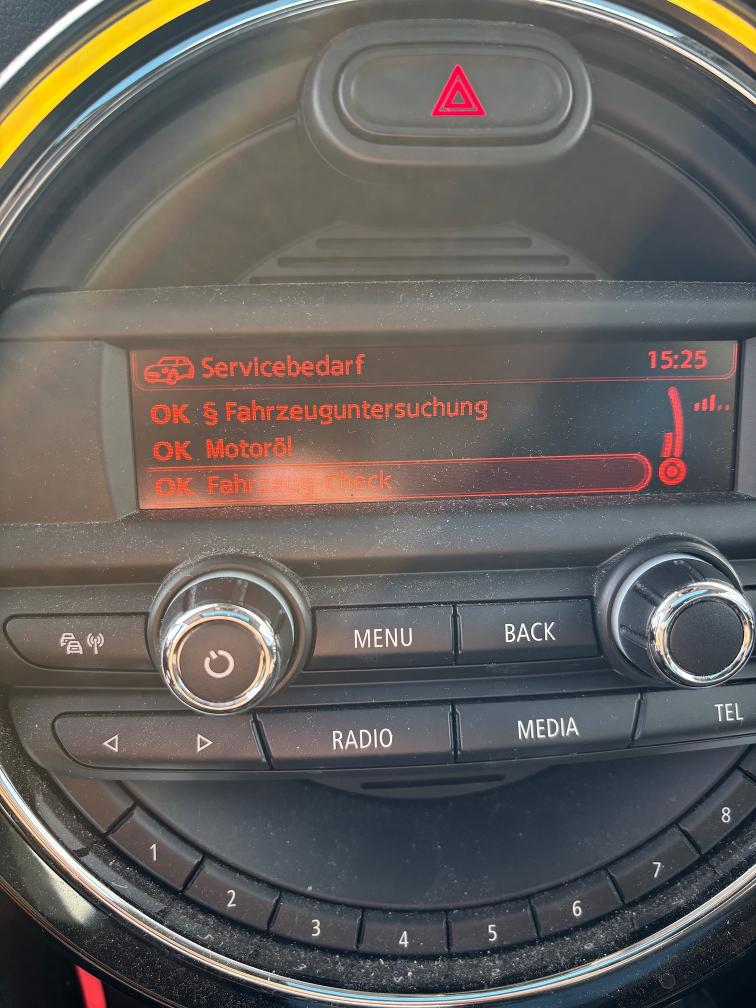 Servicebedarf 15:25
OK § Fahrzeuguntersuchung
OK Motoröl
OK Fahrzeug Check
MENU BACK
RADIO MEDIA TEL
1 2 3 4 5 6 7 8